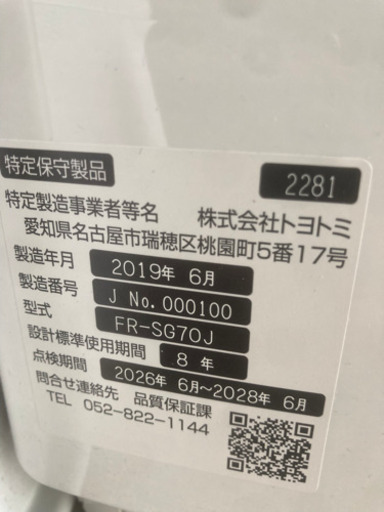 特定保守製品 2281
特定製造事業者等名 株式会社トヨトミ
愛知県名古屋市瑞穂区桃園町5番17号
製造年月 2019年 6月
製造番号 J No.000100
型式 FR-SG70J
設計標準使用期間 8 年
点検期間 2026年 6月～2028年 6月
問合せ連絡先 品質保証課
TEL 052-822-1144